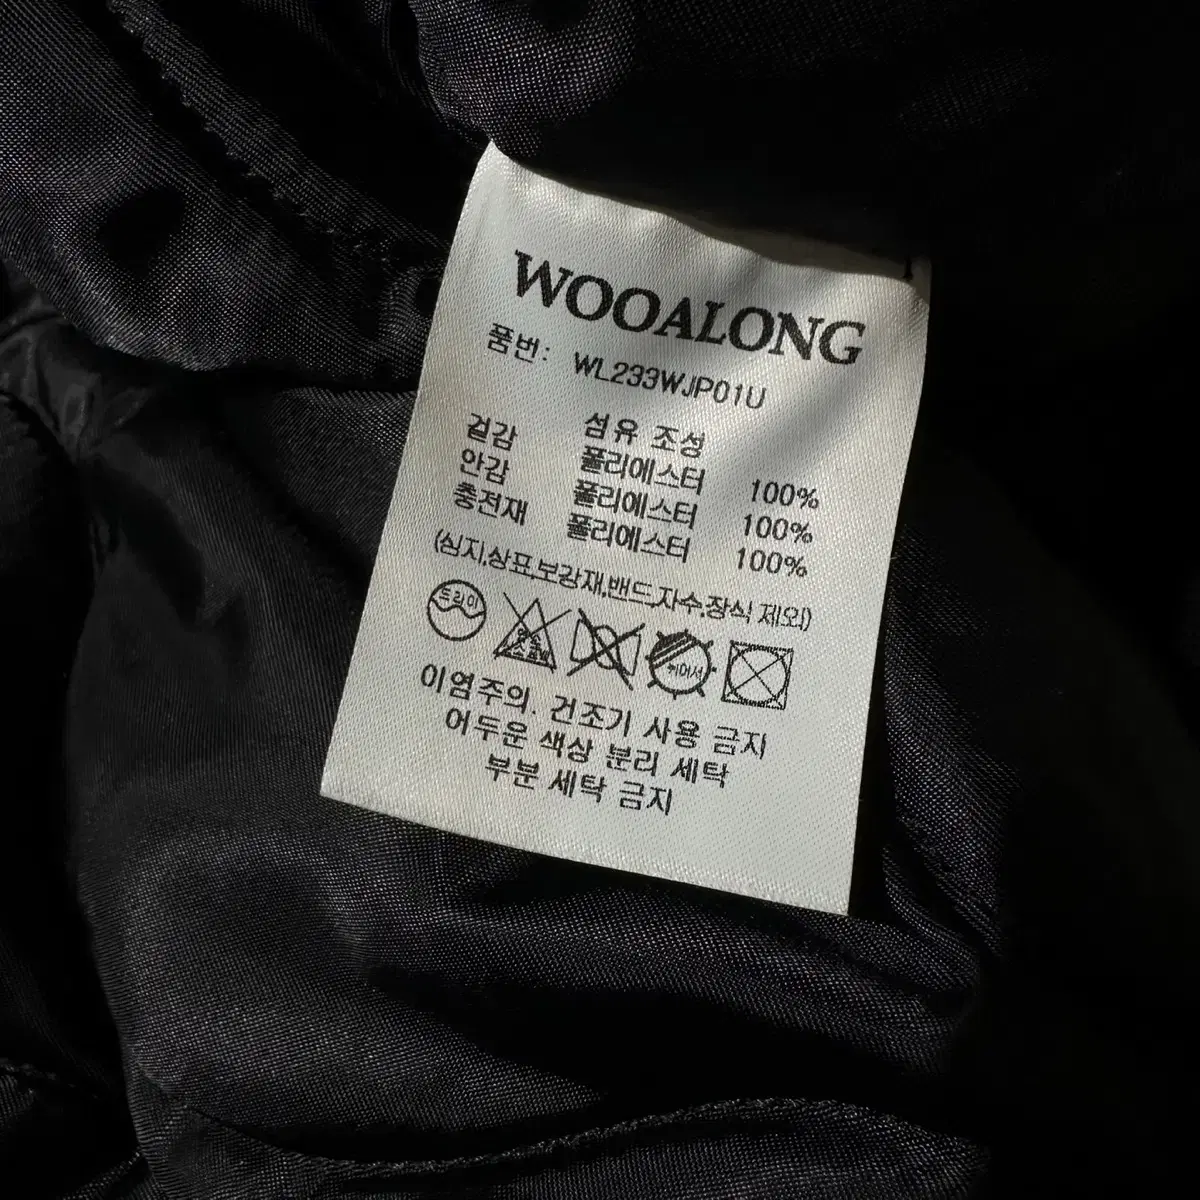 WOOALONG
품번: WL233WJP01U
섬유 조성
겉감 폴리에스터 100%
안감 폴리에스터 100%
충전재 폴리에스터 100%
(심지,상표,보강재,밴드,자수,장식 제외)
드라이
이염주의. 건조기 사용 금지
어두운 색상 분리 세탁
부분 세탁 금지